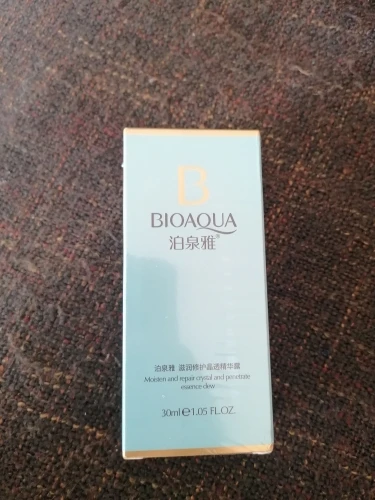 B
BIOAQUA
泊泉雅®
泊泉雅 滋润修护晶透精华露
Moisten and repair crystal and penetrate
essence dew
30ml℮1.05 FL.OZ.